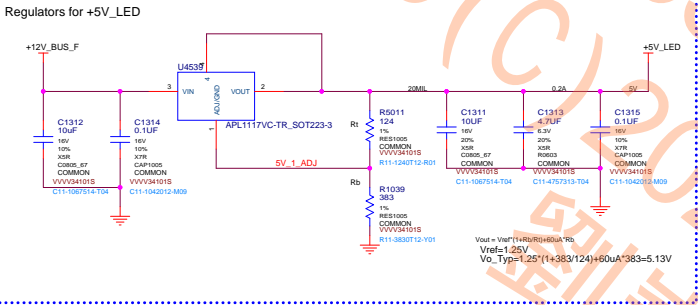 Regulators for +5V_LED
+12V_BUS_F
+5V_LED
U4539
4
3
VIN
VOUT
2
ADJ/GND
1
APL1117VC-TR_SOT223-3
20MIL
0.2A
5V
C1312
10uF
16V
10%
X5R
C0805_67
COMMON
VVVV34101S
C11-1067514-T04
C1314
0.1UF
16V
10%
X7R
CAP1005
COMMON
VVVV34101S
C11-1042012-M09
5V_1_ADJ
Rt
R5011
124
1%
RES1005
COMMON
VVVV34101S
R11-1240T12-R01
Rb
R1039
383
1%
RES1005
COMMON
VVVV34101S
R11-3830T12-Y01
C1311
10UF
16V
20%
X5R
C0805_67
COMMON
VVVV34101S
C11-1067514-T04
C1313
4.7UF
6.3V
20%
X5R
R0603
COMMON
VVVV34101S
C11-4757313-T04
C1315
0.1UF
16V
10%
X7R
CAP1005
COMMON
VVVV34101S
C11-1042012-M09
Vout = Vref*(1+Rb/Rt)+60uA*Rb
Vref=1.25V
Vo_Typ=1.25*(1+383/124)+60uA*383=5.13V
(C)20
劉